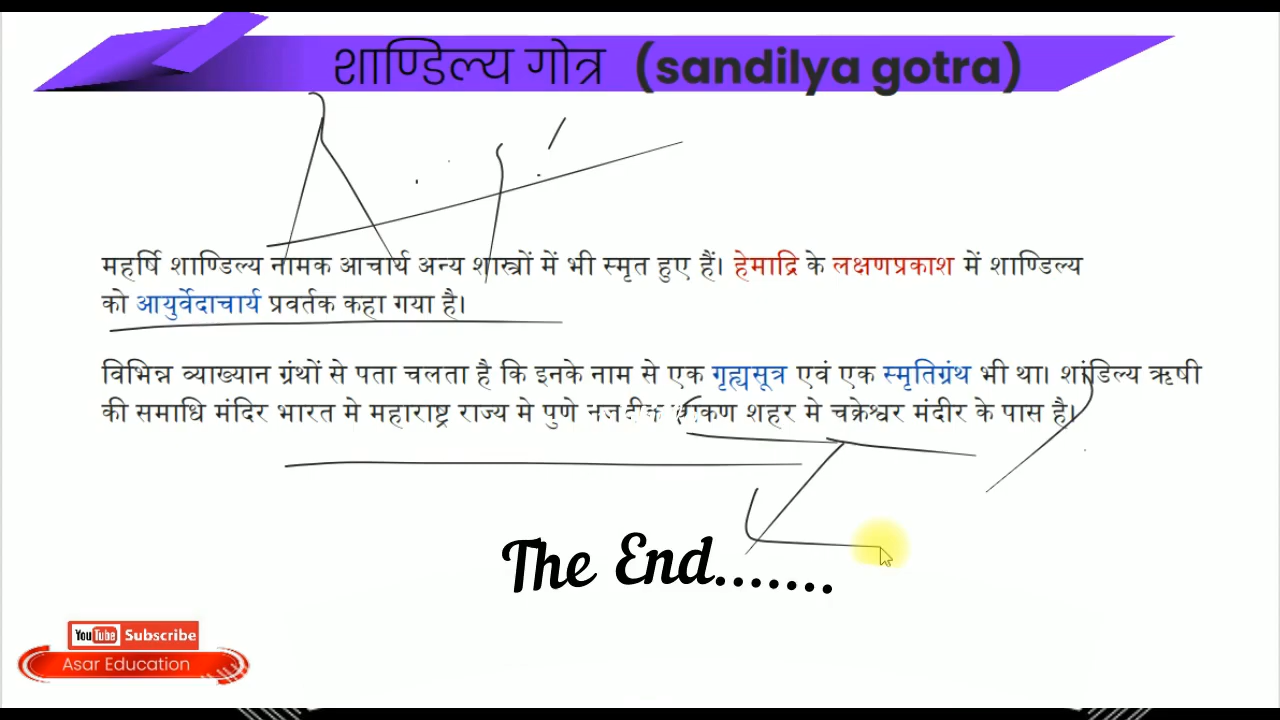 शाण्डिल्य गोत्र (sandilya gotra)
महर्षि शाण्डिल्य नामक आचार्य अन्य शास्त्रों में भी स्मृत हुए हैं। हेमाद्रि के लक्षणप्रकाश में शाण्डिल्य
को आयुर्वेदाचार्य प्रवर्तक कहा गया है।
विभिन्न व्याख्यान ग्रंथों से पता चलता है कि इनके नाम से एक गृह्यसूत्र एवं एक स्मृतिग्रंथ भी था। शांडिल्य ऋषी
की समाधि मंदिर भारत मे महाराष्ट्र राज्य मे पुणे शहर मे चक्रेश्वर मंदीर के पास है।
The End.......
YouTube Subscribe
Asar Education